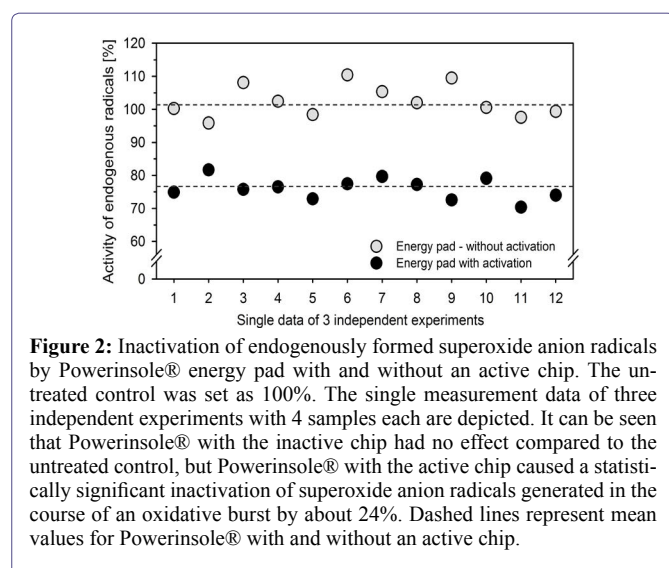 Activity of endogenous radicals [%]
120
110
100
90
80
70
60
0
Energy pad - without activation
Energy pad with activation
1 2 3 4 5 6 7 8 9 10 11 12
Single data of 3 independent experiments
Figure 2: Inactivation of endogenously formed superoxide anion radicals
by Powerinsole® energy pad with and without an active chip. The un-
treated control was set as 100%. The single measurement data of three
independent experiments with 4 samples each are depicted. It can be seen
that Powerinsole® with the inactive chip had no effect compared to the
untreated control, but Powerinsole® with the active chip caused a statisti-
cally significant inactivation of superoxide anion radicals generated in the
course of an oxidative burst by about 24%. Dashed lines represent mean
values for Powerinsole® with and without an active chip.